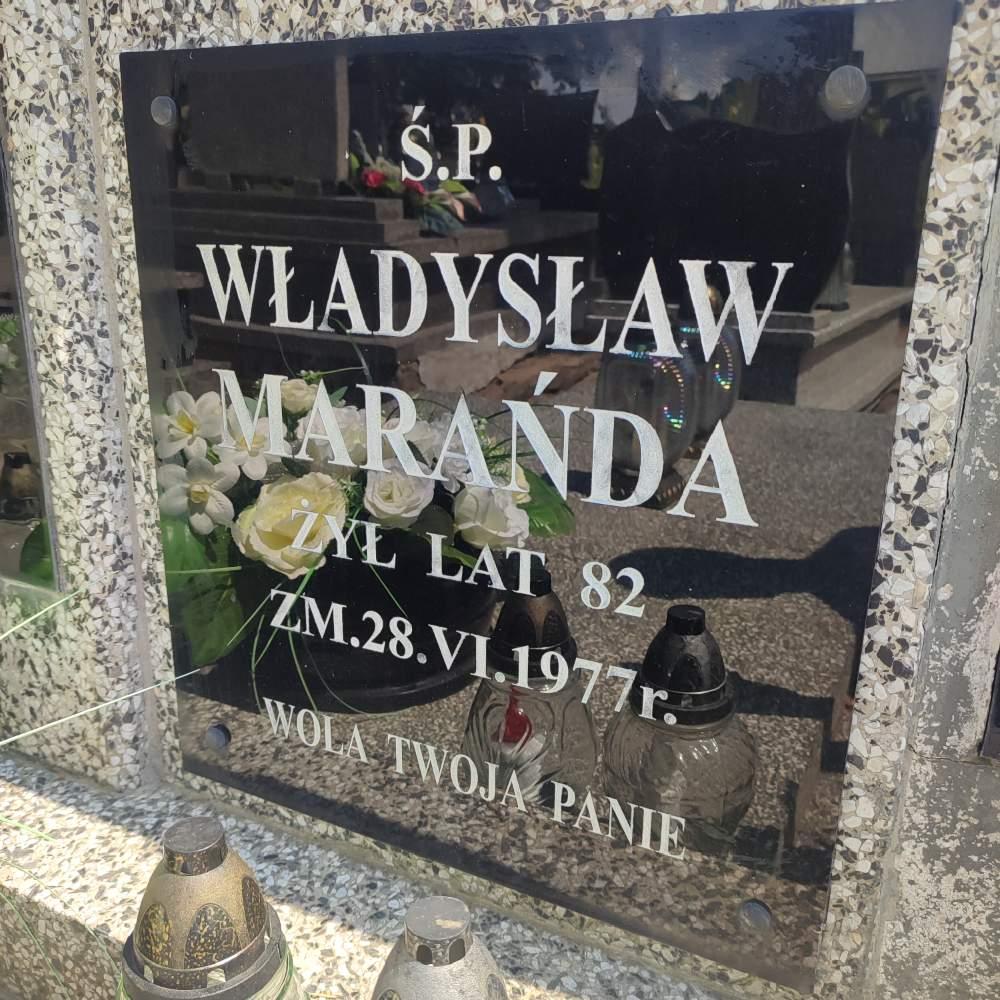 Ś.P.
WŁADYSŁAW
MARAŃDA
ŻYŁ LAT 82
ZM.28.VI.1977r.
WOLA TWOJA PANIE